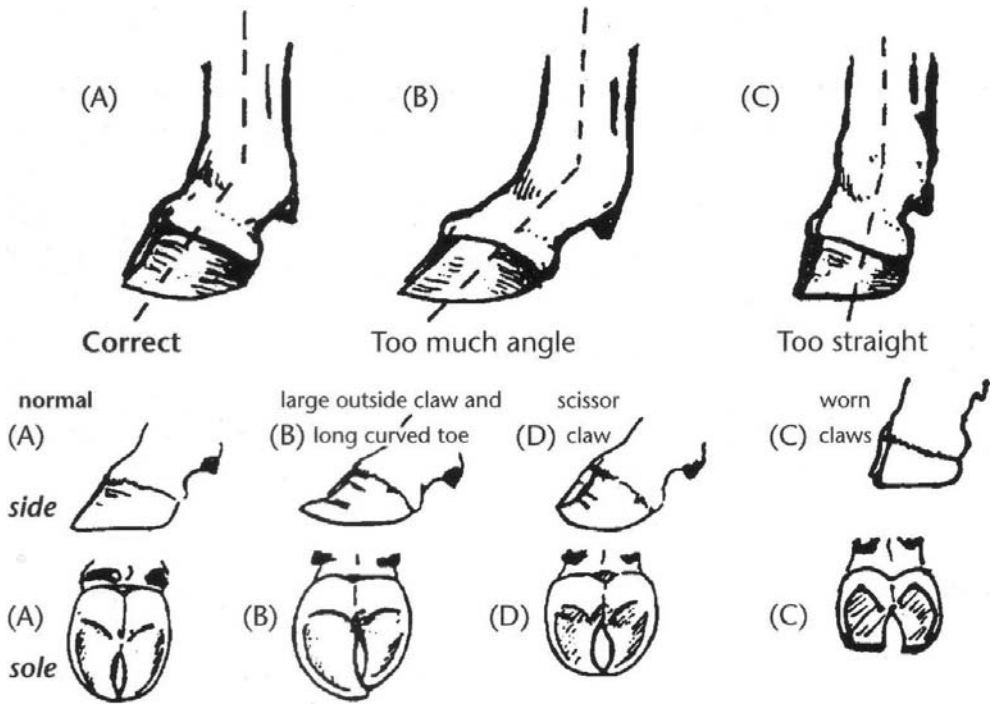 (A)
(B)
(C)
Correct
Too much angle
Too straight
normal
large outside claw and
scissor
worn
(A)
(B) long curved toe
(D) claw
(C) claws
side
(A)
(B)
(D)
(C)
sole